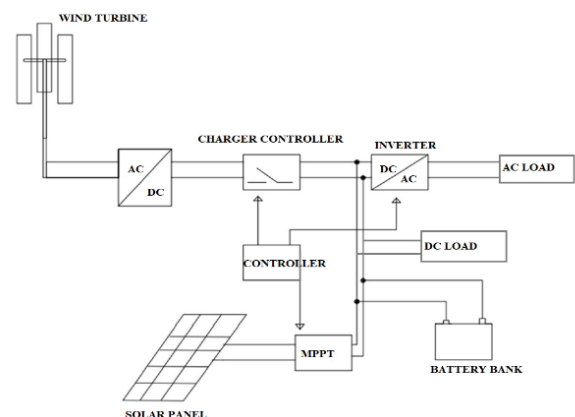 WIND TURBINE
CHARGER CONTROLLER
INVERTER
AC
DC
DC
AC
AC LOAD
DC LOAD
CONTROLLER
MPPT
BATTERY BANK
SOLAR PANEL